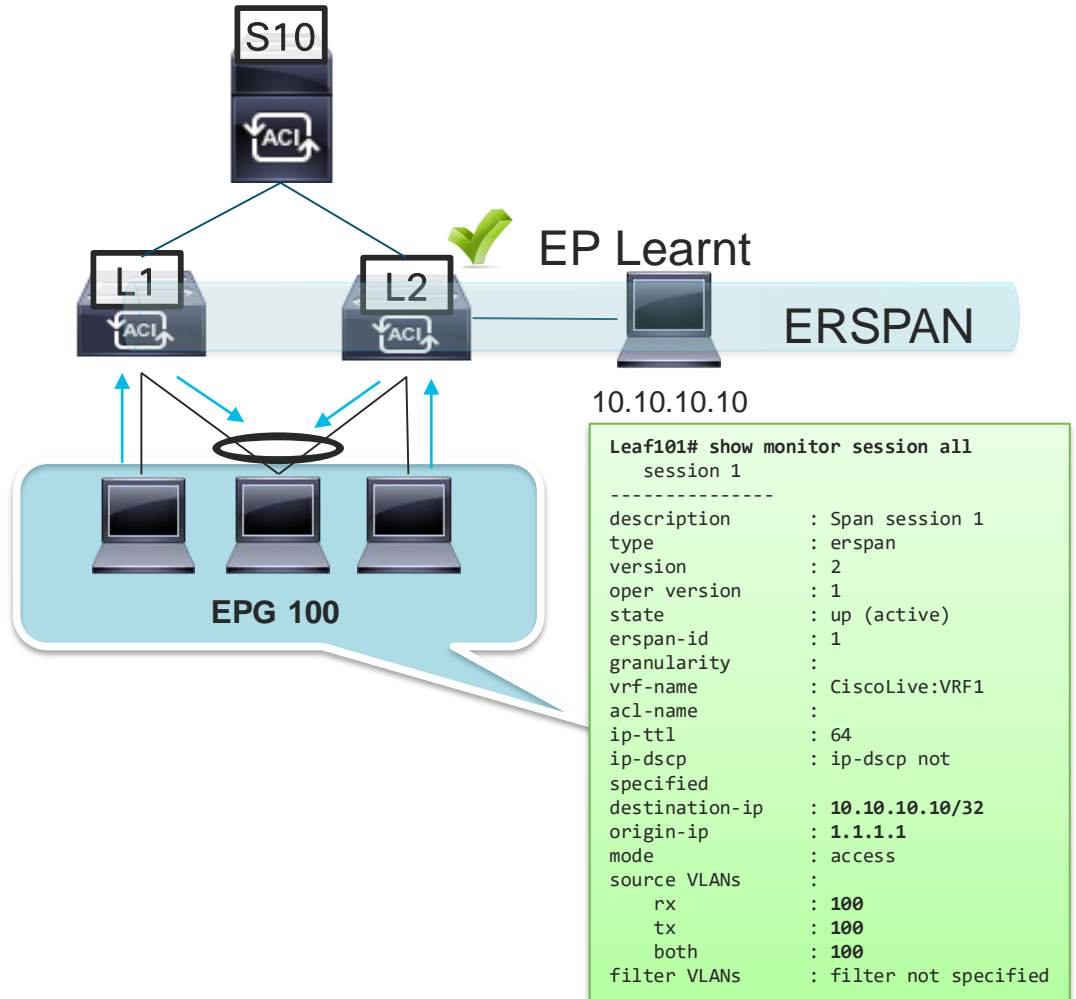 S10
ACI
EP Learnt
L1
L2
ACI
ACI
ERSPAN
10.10.10.10
EPG 100
Leaf101# show monitor session all
session 1
---------------
description : Span session 1
type : erspan
version : 2
oper version : 1
state : up (active)
erspan-id : 1
granularity :
vrf-name : CiscoLive:VRF1
acl-name :
ip-ttl : 64
ip-dscp : ip-dscp not
specified
destination-ip : 10.10.10.10/32
origin-ip : 1.1.1.1
mode : access
source VLANs :
rx : 100
tx : 100
both : 100
filter VLANs : filter not specified